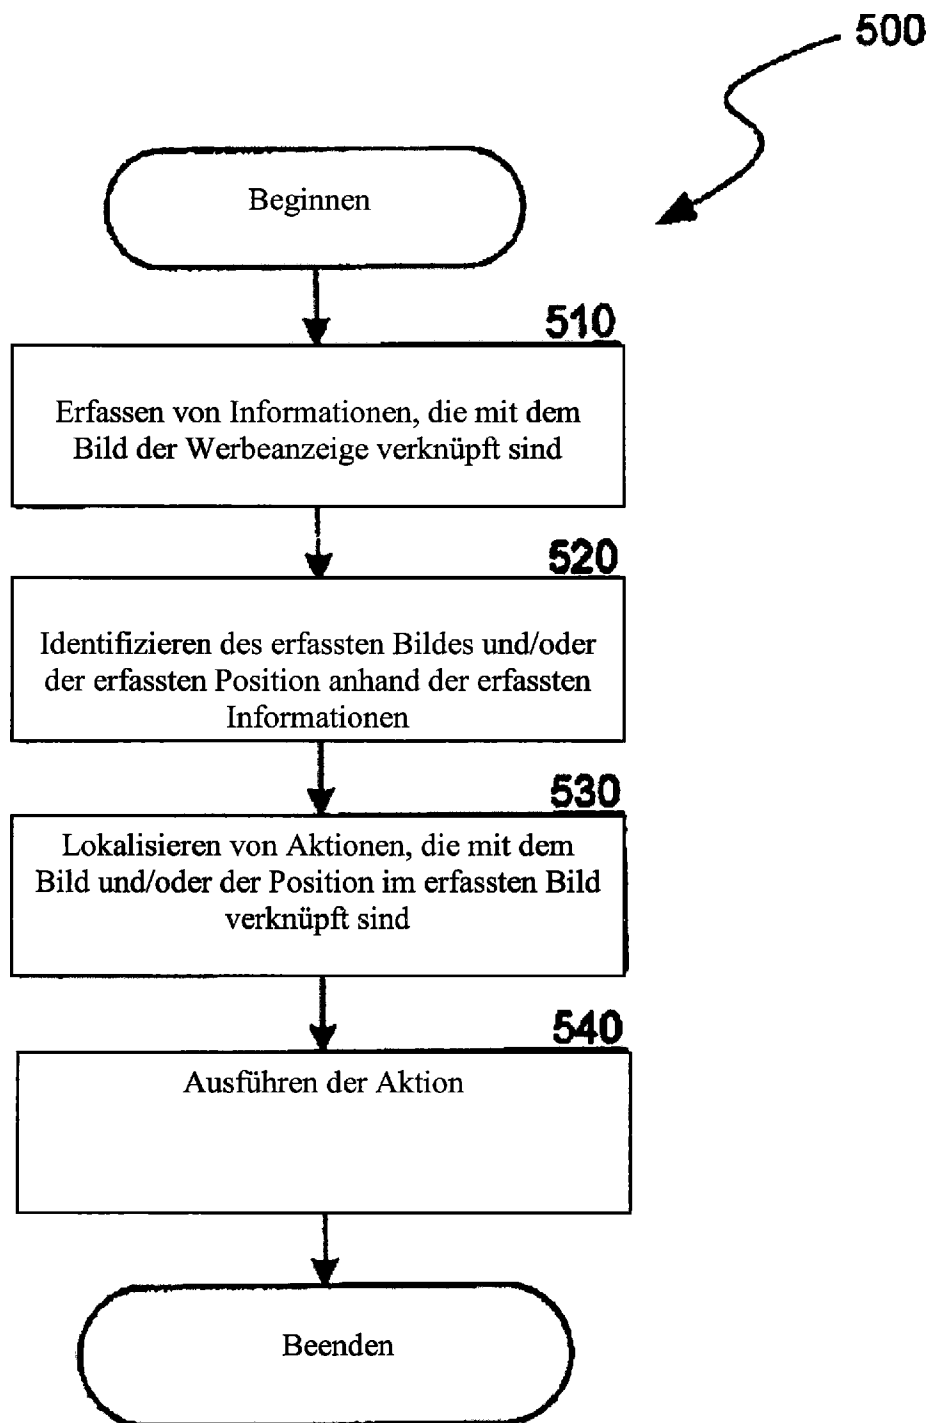 500
Beginnen
510
Erfassen von Informationen, die mit dem
Bild der Werbeanzeige verknüpft sind
520
Identifizieren des erfassten Bildes und/oder
der erfassten Position anhand der erfassten
Informationen
530
Lokalisieren von Aktionen, die mit dem
Bild und/oder der Position im erfassten Bild
verknüpft sind
540
Ausführen der Aktion
Beenden